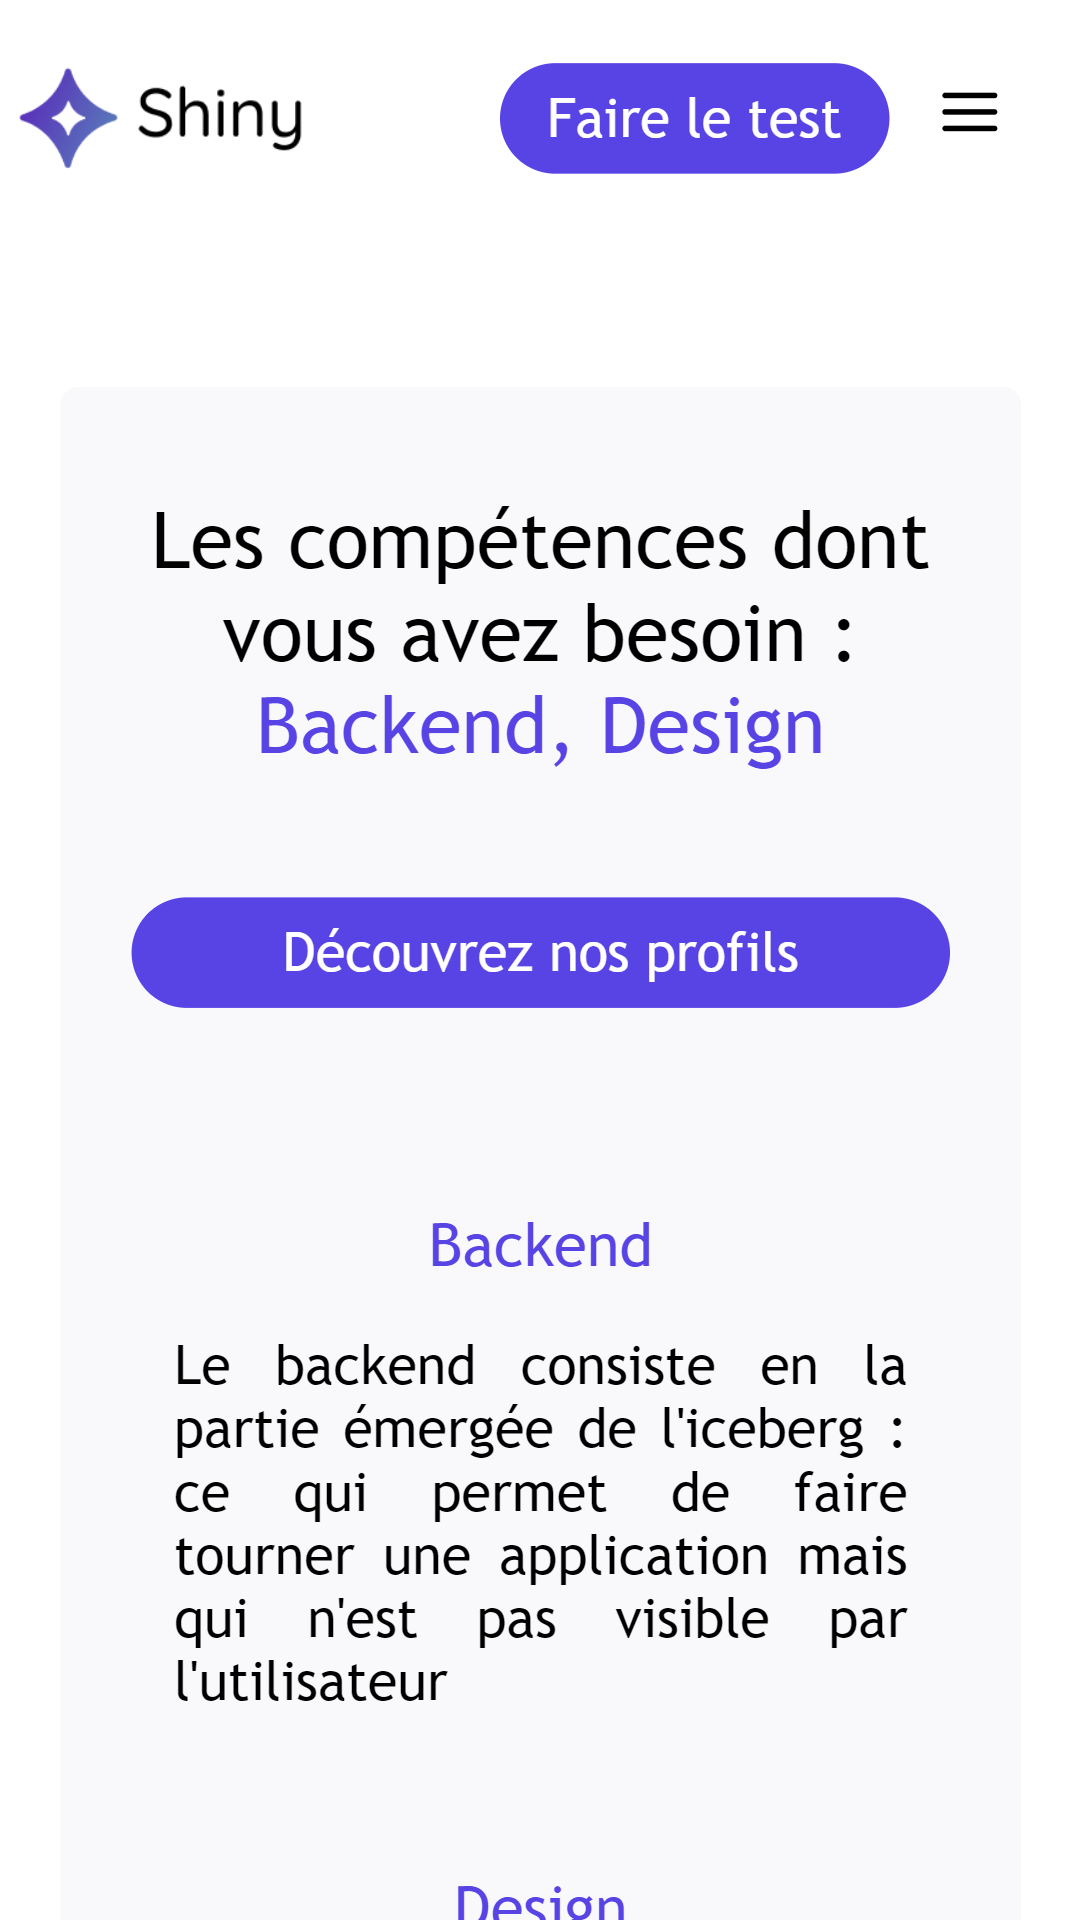 Shiny
Faire le test
Les compétences dont
vous avez besoin :
Backend, Design
Découvrez nos profils
Backend
Le backend consiste en la
partie émergée de l'iceberg :
ce qui permet de faire
tourner une application mais
qui n'est pas visible par
l'utilisateur
Design